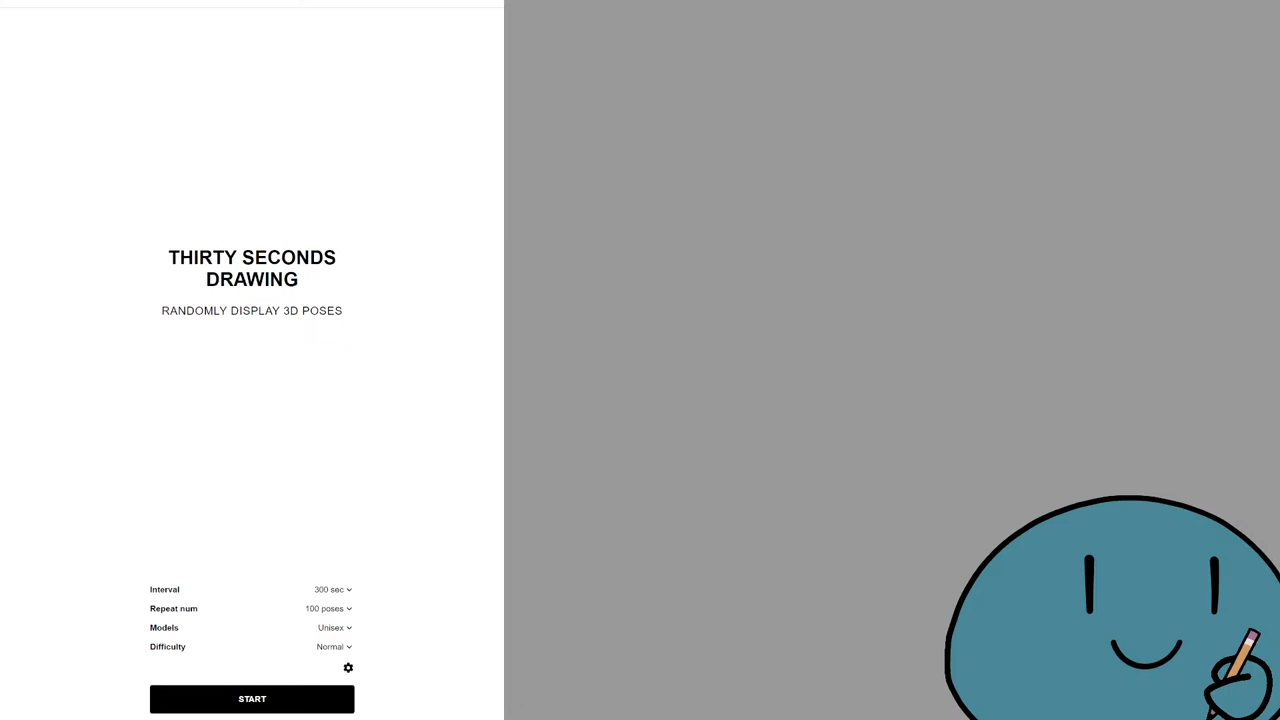 THIRTY SECONDS
DRAWING
RANDOMLY DISPLAY 3D POSES
Interval 300 sec
Repeat num 100 poses
Models Unisex
Difficulty Normal
START